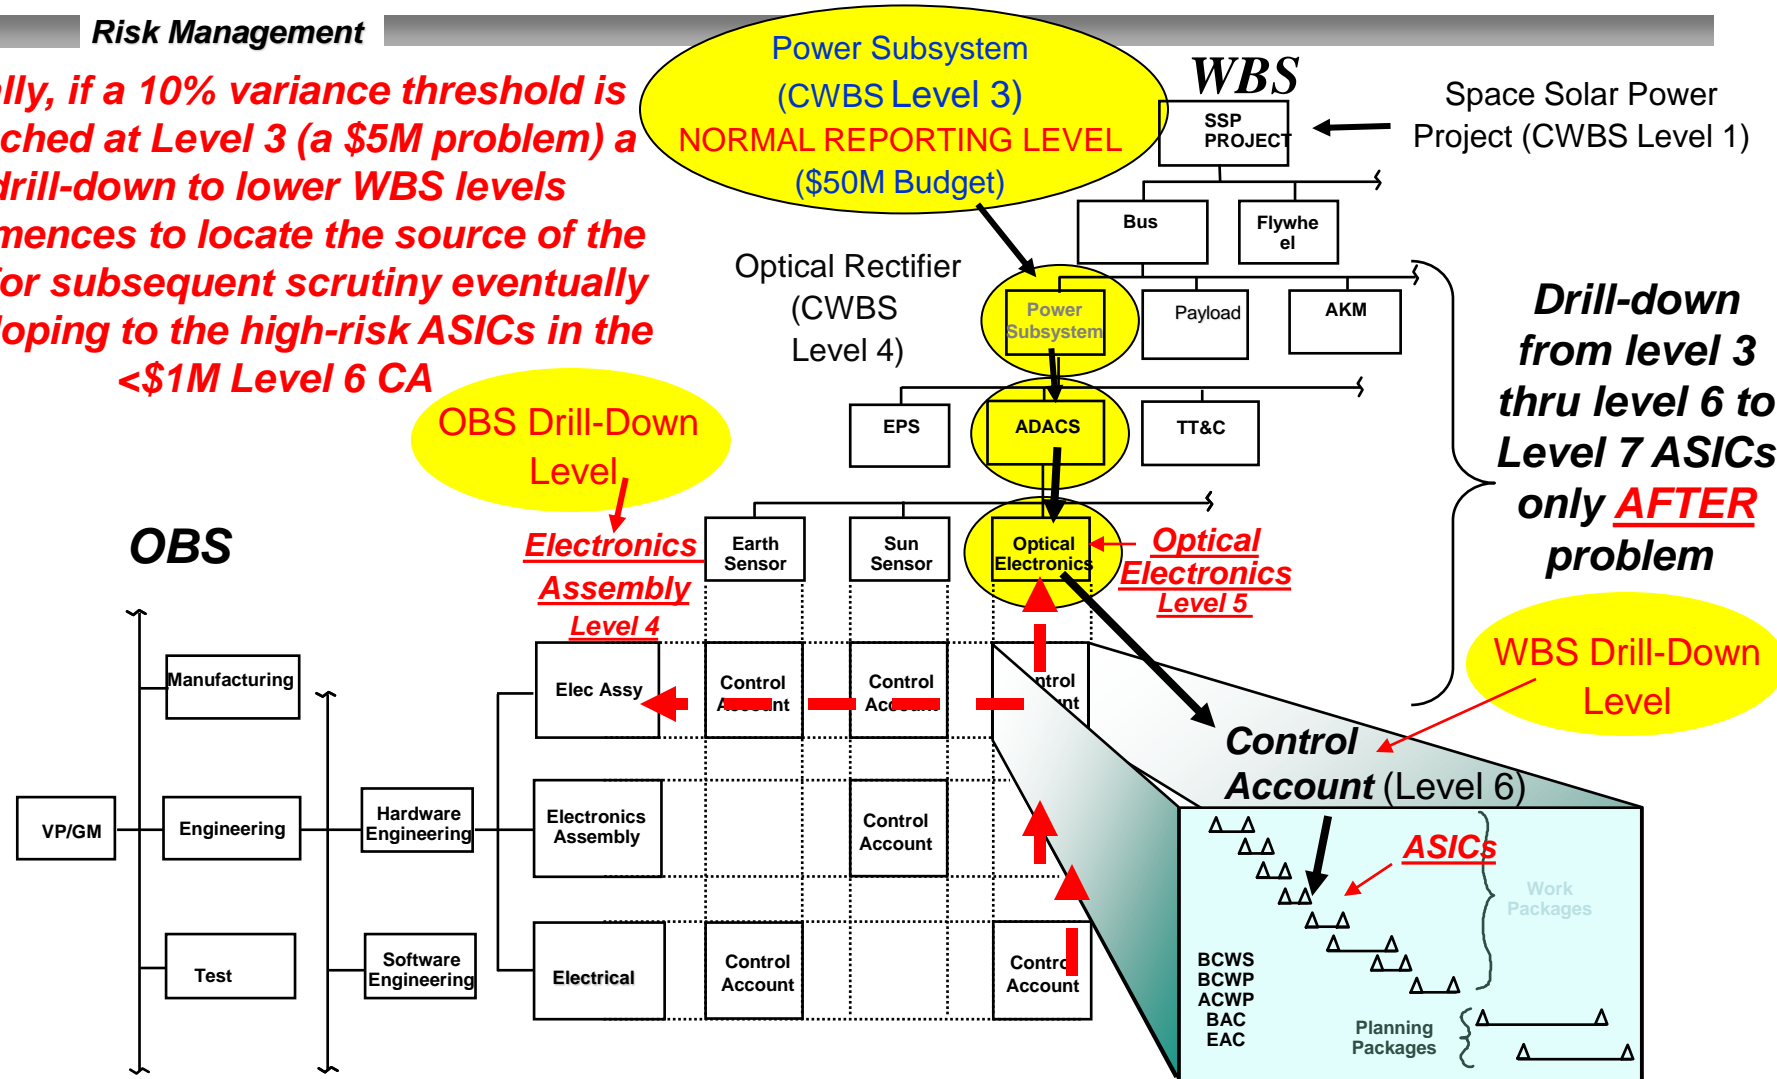 Risk Management
lly, if a 10% variance threshold is
ched at Level 3 (a $5M problem) a
drill-down to lower WBS levels
mences to locate the source of the
or subsequent scrutiny eventually
loping to the high-risk ASICs in the
<$1M Level 6 CA
Power Subsystem
(CWBS Level 3)
NORMAL REPORTING LEVEL
($50M Budget)
WBS
SSP
PROJECT
Space Solar Power
Project (CWBS Level 1)
Bus
Flywhe
el
Optical Rectifier
(CWBS
Level 4)
Power
Subsystem
Payload
AKM
Drill-down
from level 3
thru level 6 to
Level 7 ASICs
only AFTER
problem
OBS Drill-Down
Level
EPS
ADACS
TT&C
OBS
Electronics
Assembly
Level 4
Earth
Sensor
Sun
Sensor
Optical
Electronics
Optical
Electronics
Level 5
WBS Drill-Down
Level
Manufacturing
Elec Assy
Control
Account
Control
Account
ntrol
nt
Control
Account (Level 6)
VP/GM
Engineering
Hardware
Engineering
Electronics
Assembly
Control
Account
ASICs
Work
Packages
Test
Software
Engineering
Electrical
Control
Account
Control
Account
BCWS
BCWP
ACWP
BAC
EAC
Planning
Packages